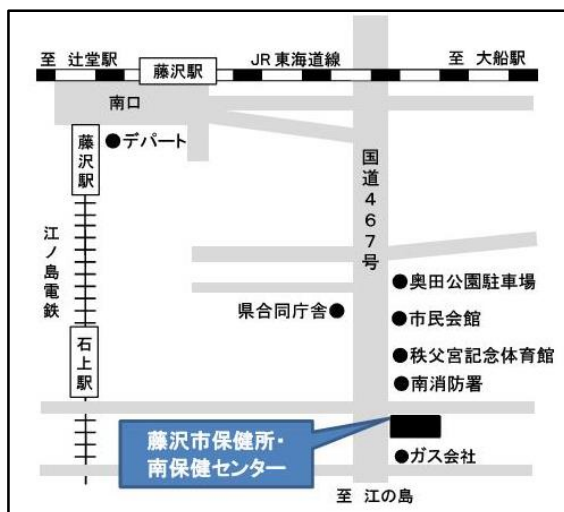 至 辻堂駅
藤沢駅
JR東海道線
至 大船駅
南口
藤沢駅
●デパート
国道467号
江ノ島電鉄
●奥田公園駐車場
県合同庁舎●
●市民会館
石上駅
●秩父宮記念体育館
●南消防署
藤沢市保健所・
南保健センター
●ガス会社
至 江の島